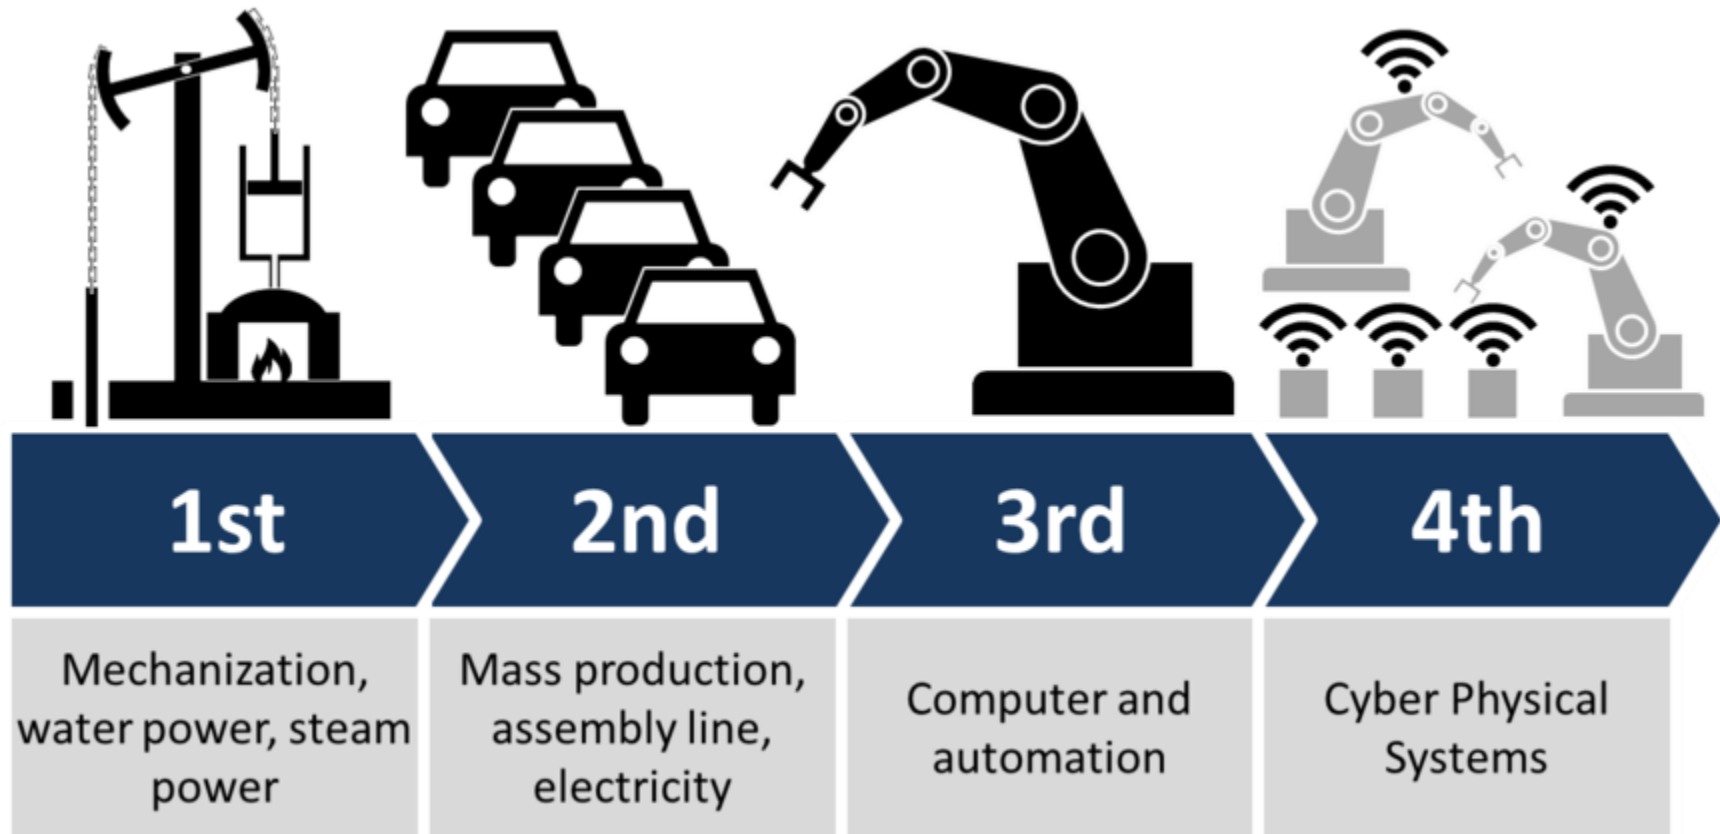 1st
2nd
3rd
4th
Mechanization,
water power, steam
power
Mass production,
assembly line,
electricity
Computer and
automation
Cyber Physical
Systems